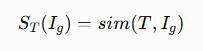 S_T(I_g) = sim(T, I_g)